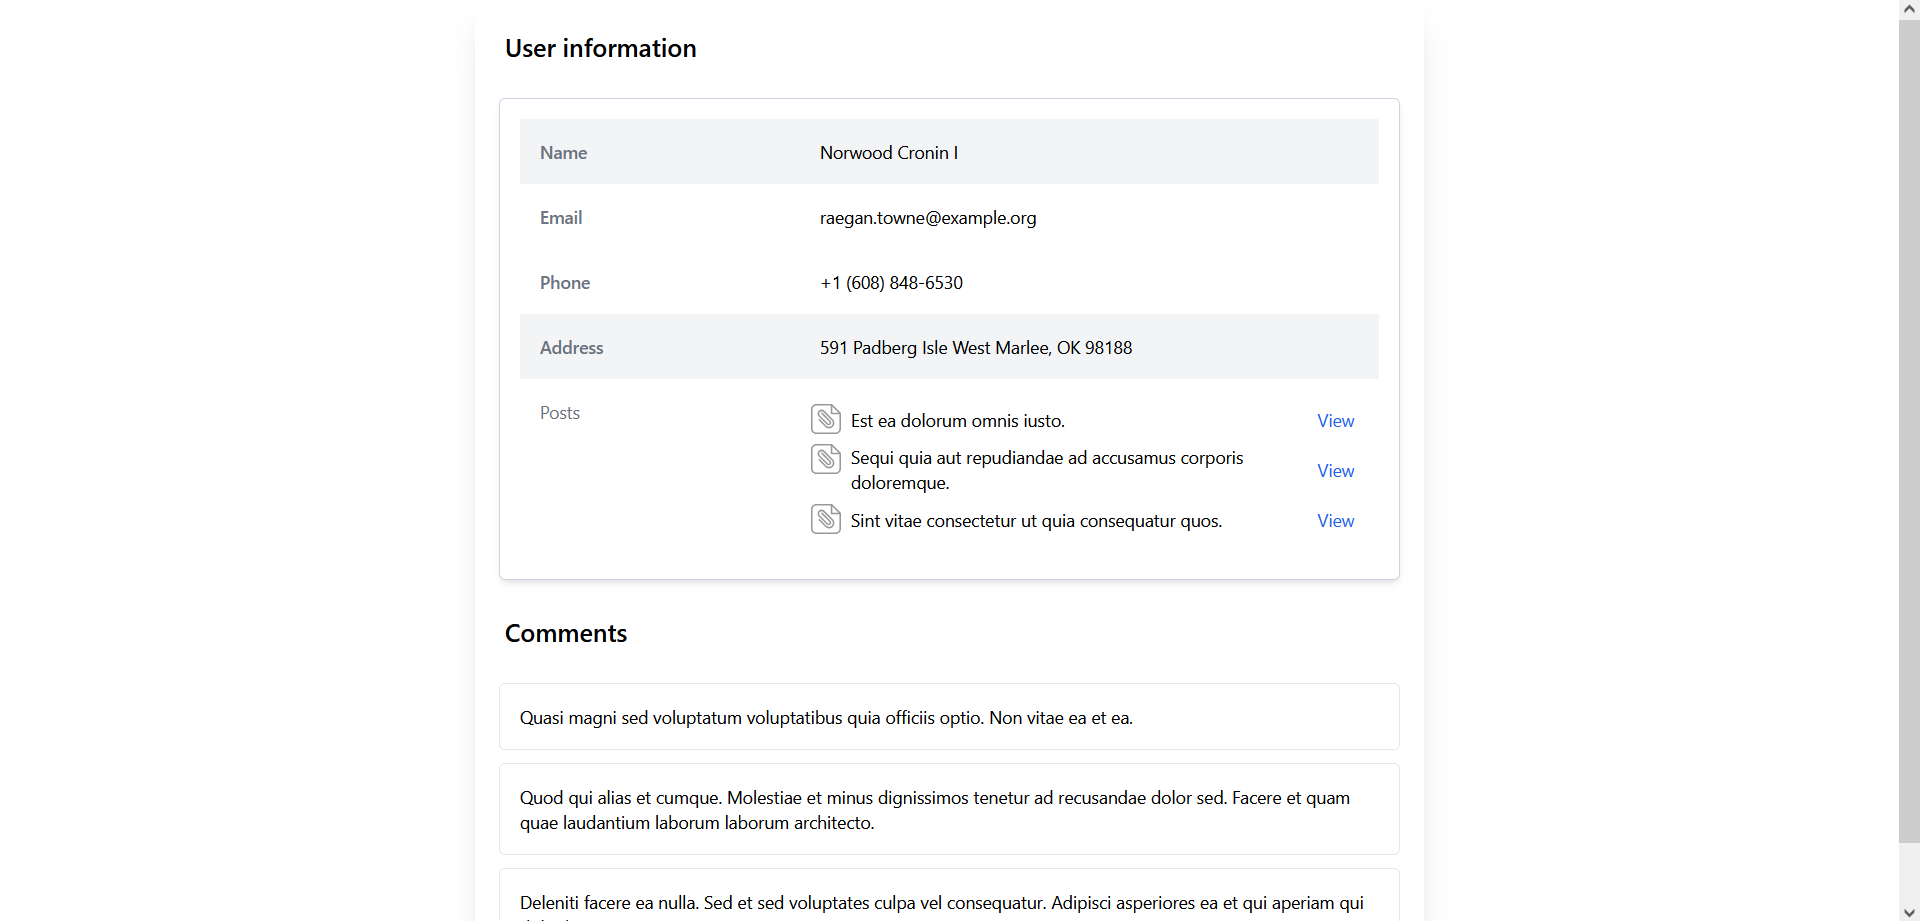 User information
Name Norwood Cronin I
Email raegan.towne@example.org
Phone +1 (608) 848-6530
Address 591 Padberg Isle West Marlee, OK 98188
Posts
Est ea dolorum omnis iusto. View
Sequi quia aut repudiandae ad accusamus corporis
doloremque. View
Sint vitae consectetur ut quia consequatur quos. View
Comments
Quasi magni sed voluptatum voluptatibus quia officiis optio. Non vitae ea et ea.
Quod qui alias et cumque. Molestiae et minus dignissimos tenetur ad recusandae dolor sed. Facere et quam
quae laudantium laborum laborum architecto.
Deleniti facere ea nulla. Sed et sed voluptates culpa vel consequatur. Adipisci asperiores ea et qui aperiam qui